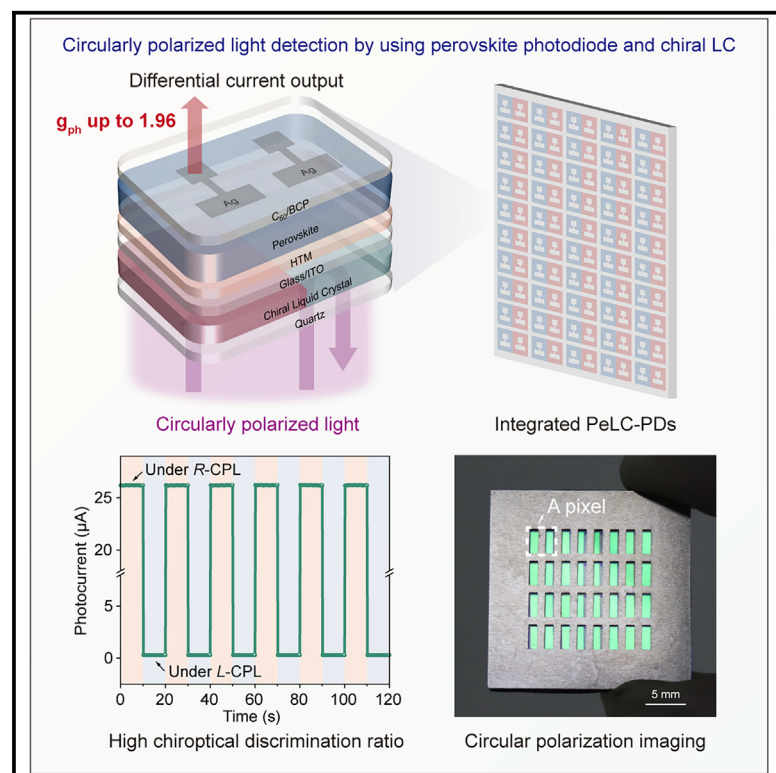 Circularly polarized light detection by using perovskite photodiode and chiral LC
Differential current output
g_ph up to 1.96
Ag
Ag
C₆₀/BCP
Perovskite
HTM
Glass/ITO
Chiral Liquid Crystal
Quartz
Circularly polarized light
Integrated PeLC-PDs
Under R-CPL
Under L-CPL
Photocurrent (µA)
25
20
5
0
0 20 40 60 80 100 120
Time (s)
High chiroptical discrimination ratio
A pixel
5 mm
Circular polarization imaging